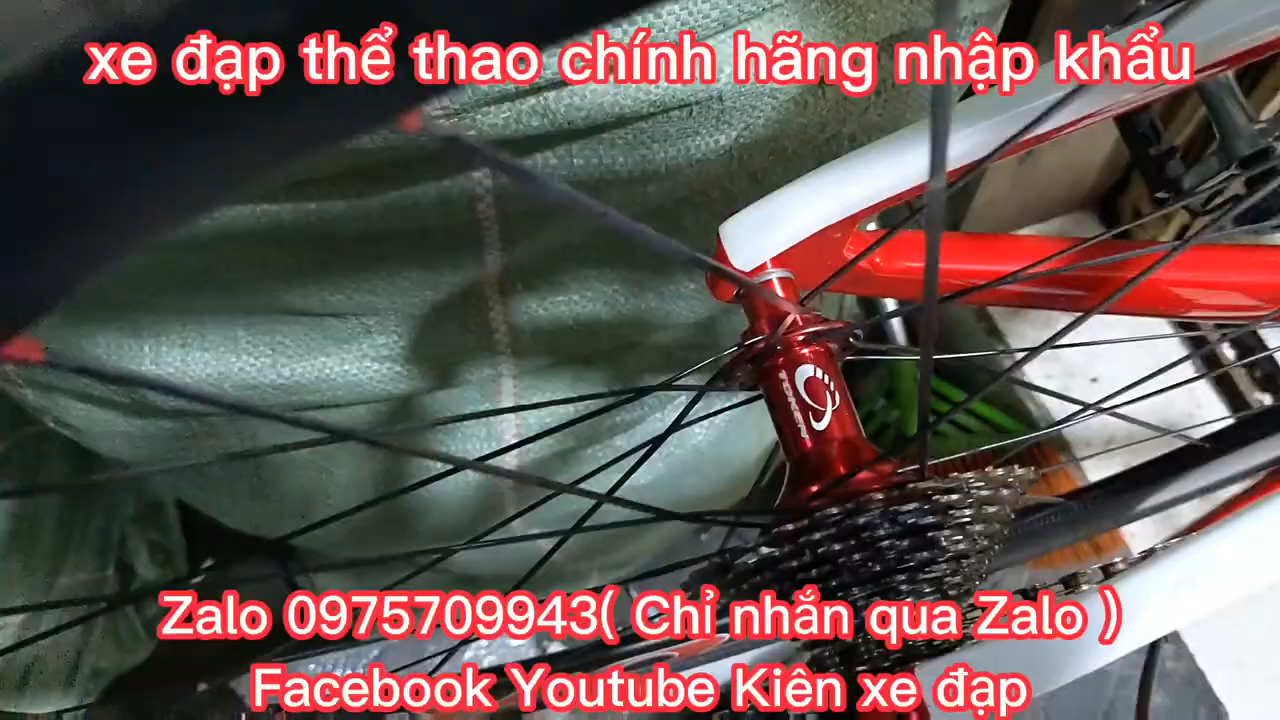 xe đạp thể thao chính hãng nhập khẩu
TOKEN
Zalo 0975709943( Chỉ nhắn qua Zalo )
Facebook Youtube Kiên xe đạp